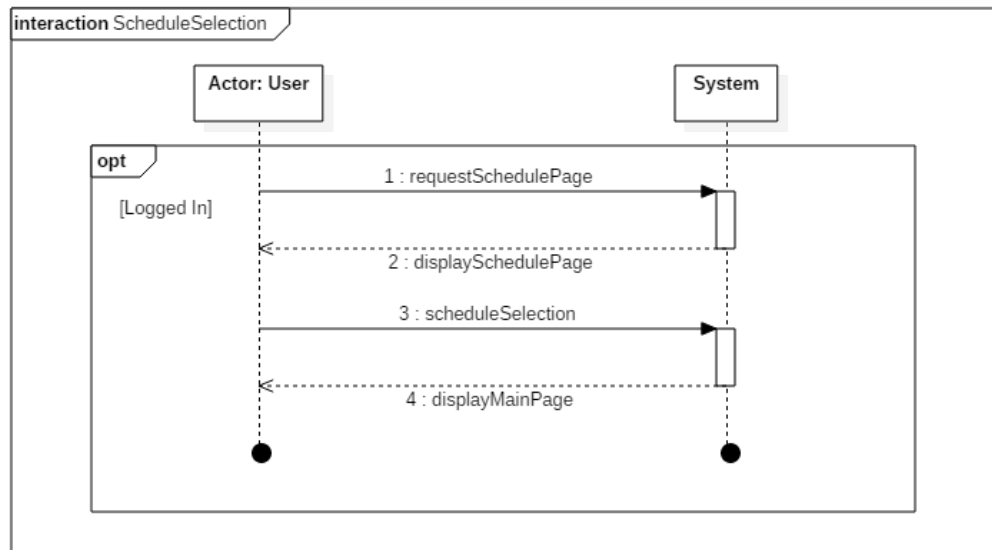 interaction ScheduleSelection
Actor: User
System
opt
1 : requestSchedulePage
[Logged In]
2 : displaySchedulePage
3 : scheduleSelection
4 : displayMainPage